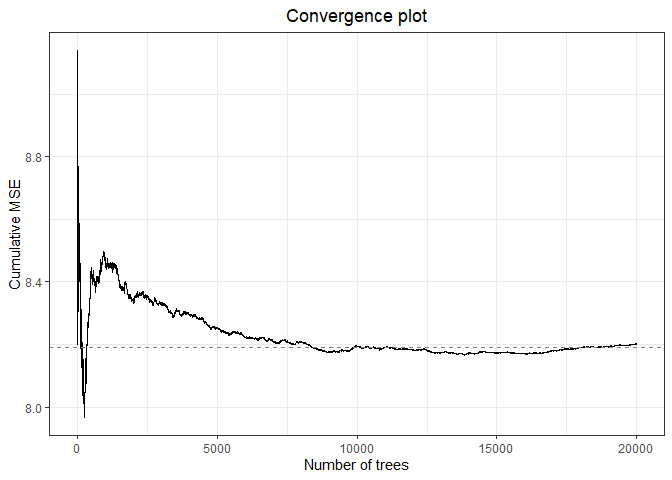 Convergence plot
Cumulative MSE
8.8
8.4
8.0
0
5000
10000
15000
20000
Number of trees